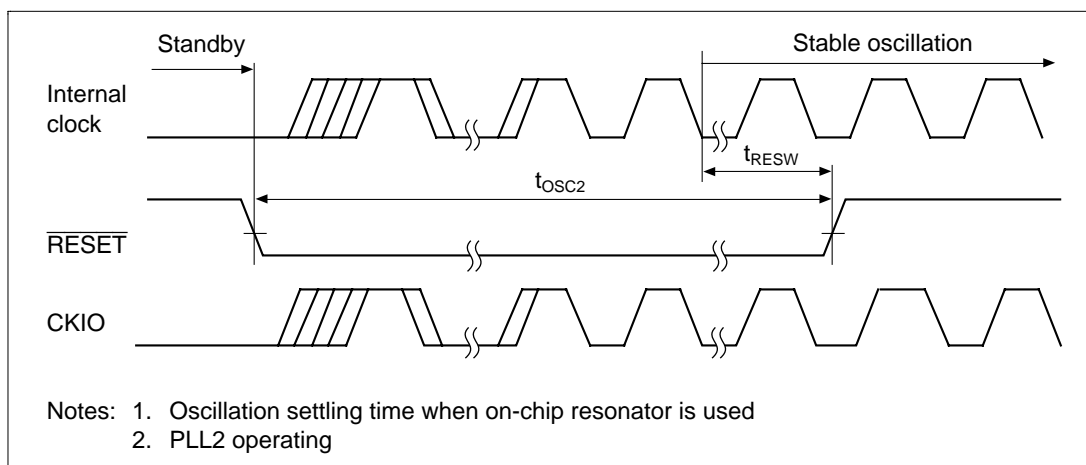 Standby
Stable oscillation
Internal
clock
tRESW
tOSC2
RESET
CKIO
Notes: 1. Oscillation settling time when on-chip resonator is used
2. PLL2 operating